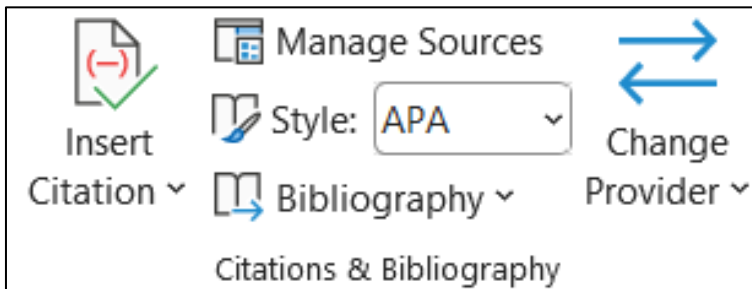 Insert
Citation
Manage Sources
Style: APA
Bibliography
Change
Provider
Citations & Bibliography